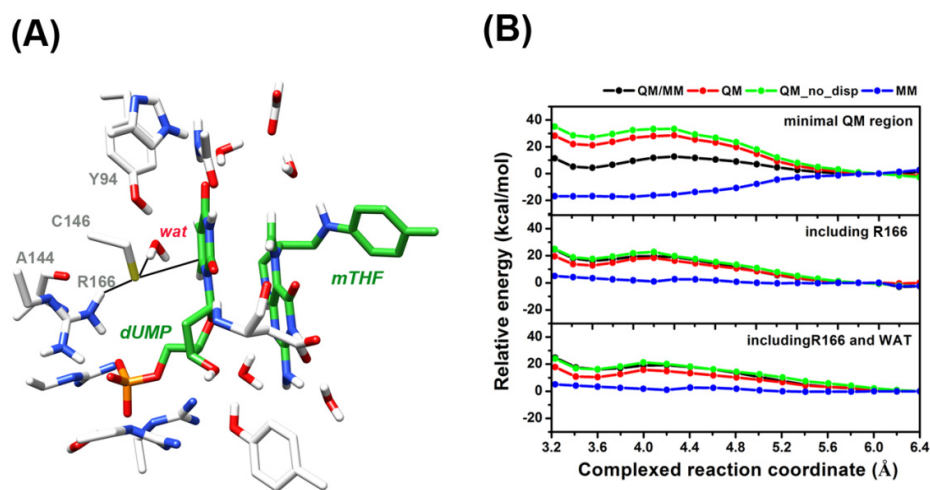 (A)
Y94
C146
wat
A144
R166
mTHF
dUMP
(B)
QM/MM QM QM_no_disp MM
minimal QM region
40
20
0
-20
including R166
40
20
0
-20
includingR166 and WAT
40
20
0
-20
3.2 3.6 4.0 4.4 4.8 5.2 5.6 6.0 6.4
Relative energy (kcal/mol)
Complexed reaction coordinate (Å)